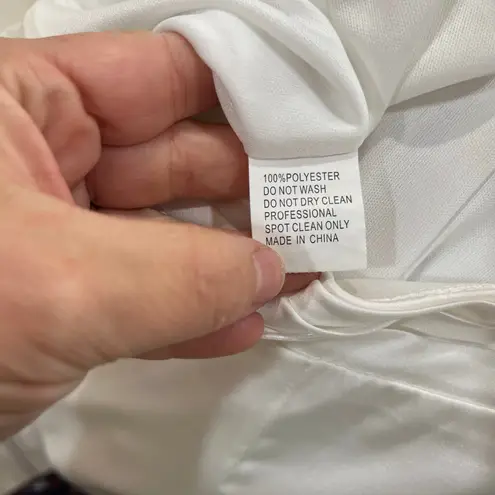 100%POLYESTER
DO NOT WASH
DO NOT DRY CLEAN
PROFESSIONAL
SPOT CLEAN ONLY
MADE IN CHINA